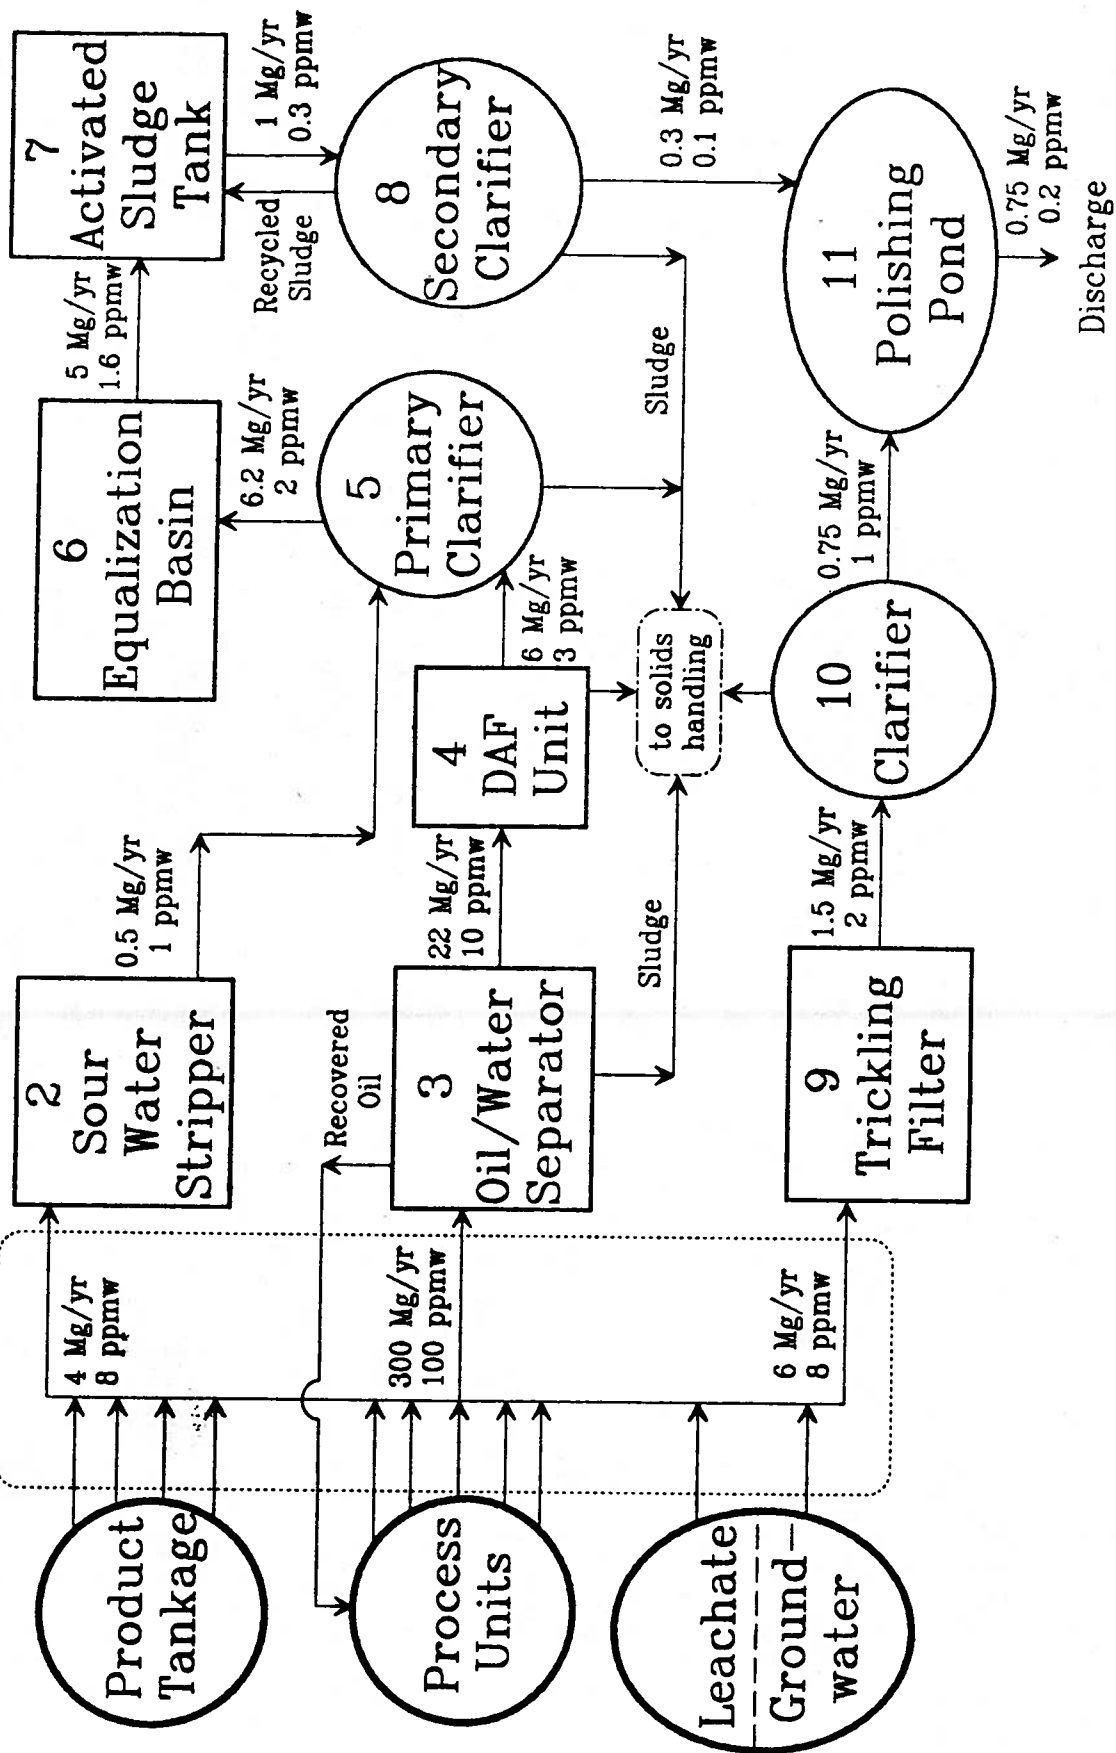 Product
Tankage
Process
Units
Leachate
Ground-
water
4 Mg/yr
8 ppmw
300 Mg/yr
100 ppmw
6 Mg/yr
8 ppmw
2
Sour
Water
Stripper
Recovered
Oil
3
Oil/Water
Separator
9
Trickling
Filter
0.5 Mg/yr
1 ppmw
22 Mg/yr
10 ppmw
Sludge
1.5 Mg/yr
2 ppmw
4
DAF
Unit
to solids
handling
10
Clarifier
6 Mg/yr
3 ppmw
0.75 Mg/yr
1 ppmw
6
Equalization
Basin
6.2 Mg/yr
2 ppmw
5
Primary
Clarifier
Sludge
5 Mg/yr
1.6 ppmw
7
Activated
Sludge
Tank
Recycled
Sludge
1 Mg/yr
0.3 ppmw
8
Secondary
Clarifier
0.3 Mg/yr
0.1 ppmw
11
Polishing
Pond
0.75 Mg/yr
0.2 ppmw
Discharge